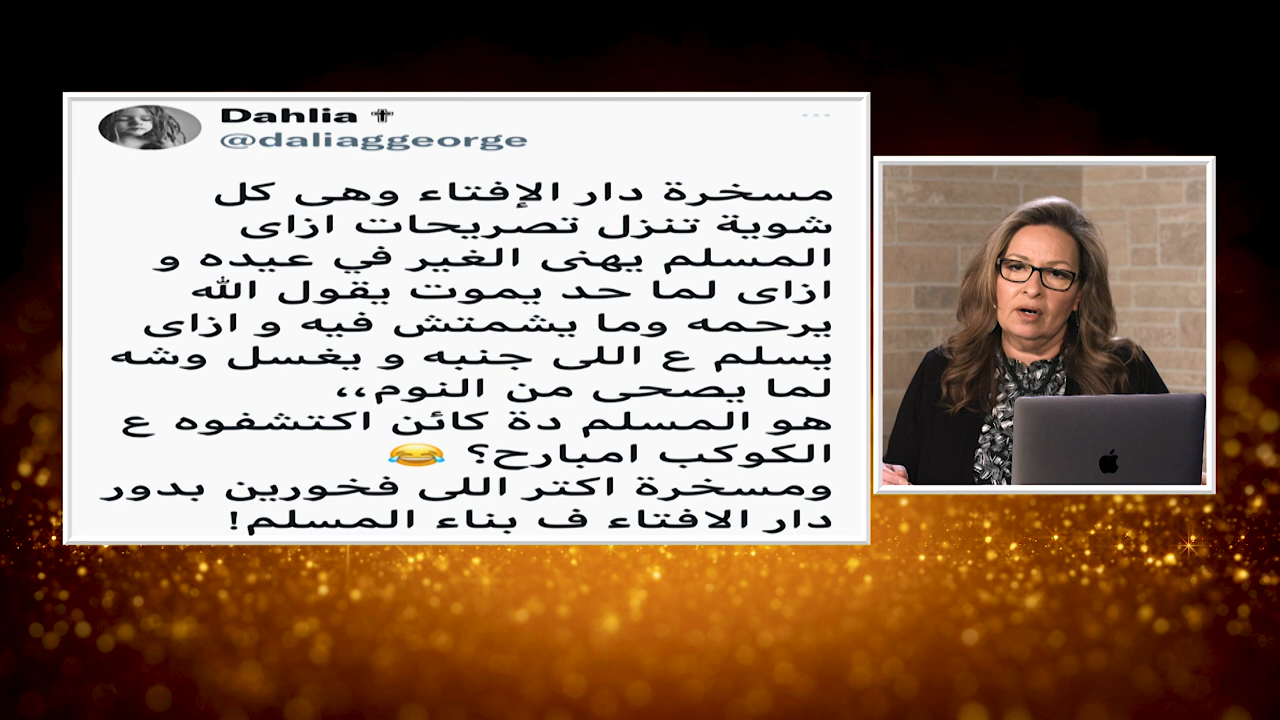 Dahlia ✝
@daliaggeorge
مسخرة دار الإفتاء وهى كل
شوية تنزل تصريحات ازاى
المسلم يهنى الغير في عيده و
ازاى لما حد يموت يقول الله
يرحمه وما يشمتش فيه و ازاى
يسلم ع اللى جنبه و يغسل وشه
لما يصحى من النوم،،
هو المسلم دة كائن اكتشفوه ع
الكوكب امبارح؟ 😂
ومسخرة اكتر اللى فخورين بدور
دار الافتاء ف بناء المسلم!